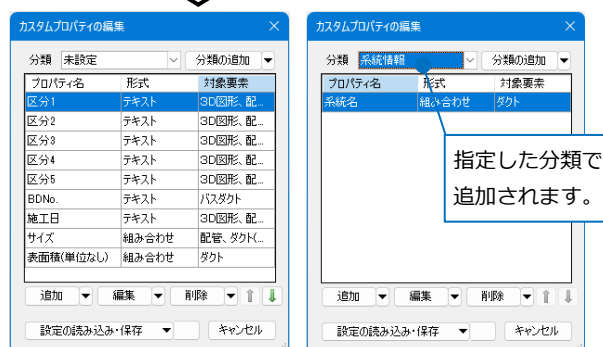 カスタムプロパティの編集
分類 未設定 分類の追加
プロパティ名 形式 対象要素
区分1 テキスト 3D図形、配...
区分2 テキスト 3D図形、配...
区分3 テキスト 3D図形、配...
区分4 テキスト 3D図形、配...
区分5 テキスト 3D図形、配...
BDNo. テキスト バスダクト
施工日 テキスト 3D図形、配...
サイズ 組み合わせ 配管、ダクト(...
表面積(単位なし) 組み合わせ ダクト
追加 編集 削除
設定の読み込み・保存 キャンセル
カスタムプロパティの編集
分類 系統情報 分類の追加
プロパティ名 形式 対象要素
系統名 組み合わせ ダクト
指定した分類で
追加されます。
追加 編集 削除
設定の読み込み・保存 キャンセル